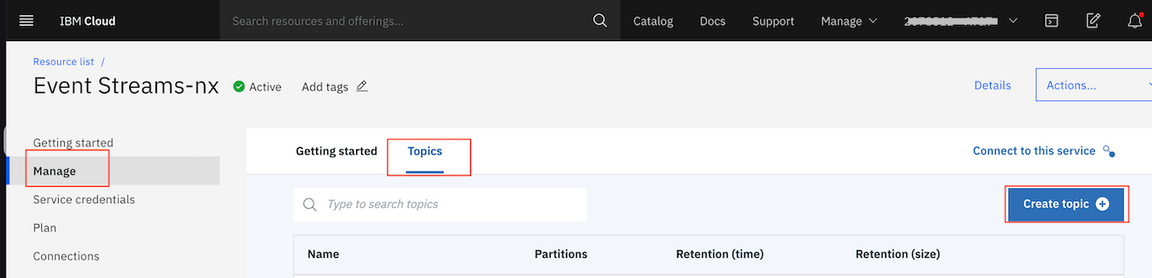 IBM Cloud
Search resources and offerings...
Catalog
Docs
Support
Manage
Resource list /
Event Streams-nx
Active
Add tags
Details
Actions...
Getting started
Manage
Service credentials
Plan
Connections
Getting started
Topics
Connect to this service
Type to search topics
Create topic
Name
Partitions
Retention (time)
Retention (size)